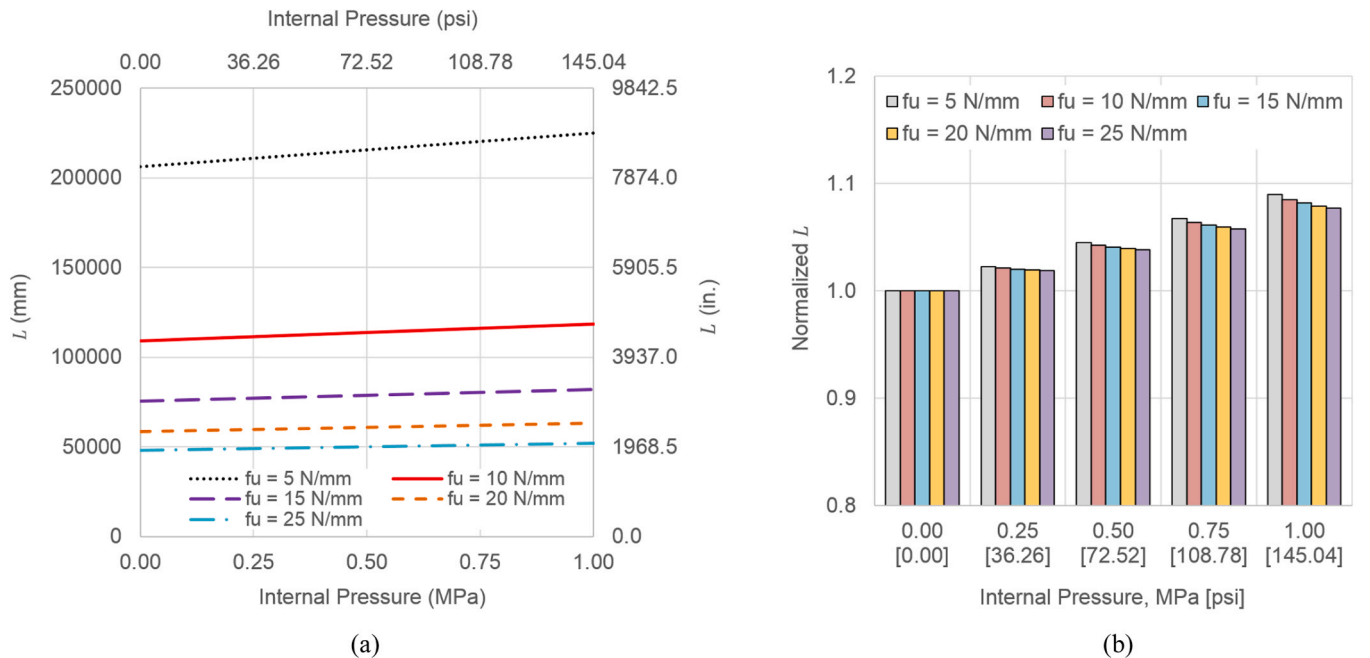 Internal Pressure (psi)
0.00 36.26 72.52 108.78 145.04
250000 9842.5
200000 7874.0
150000 5905.5
L (mm)
L (in.)
100000 3937.0
50000 1968.5
fu = 5 N/mm fu = 10 N/mm
fu = 15 N/mm fu = 20 N/mm
fu = 25 N/mm
0 0.0
0.00 0.25 0.50 0.75 1.00
Internal Pressure (MPa)
(a)
1.2
fu = 5 N/mm fu = 10 N/mm fu = 15 N/mm
fu = 20 N/mm fu = 25 N/mm
1.1
Normalized L
1.0
0.9
0.8
0.00 0.25 0.50 0.75 1.00
[0.00] [36.26] [72.52] [108.78] [145.04]
Internal Pressure, MPa [psi]
(b)